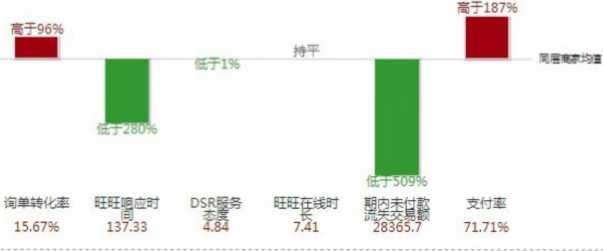 高于96%
高于187%
持平
低于1%
同层商家均值
低于280%
低于509%
询单转化率
旺旺响应时间
DSR服务态度
旺旺在线时长
期内未付款流失交易额
支付率
15.67%
137.33
4.84
7.41
28365.7
71.71%